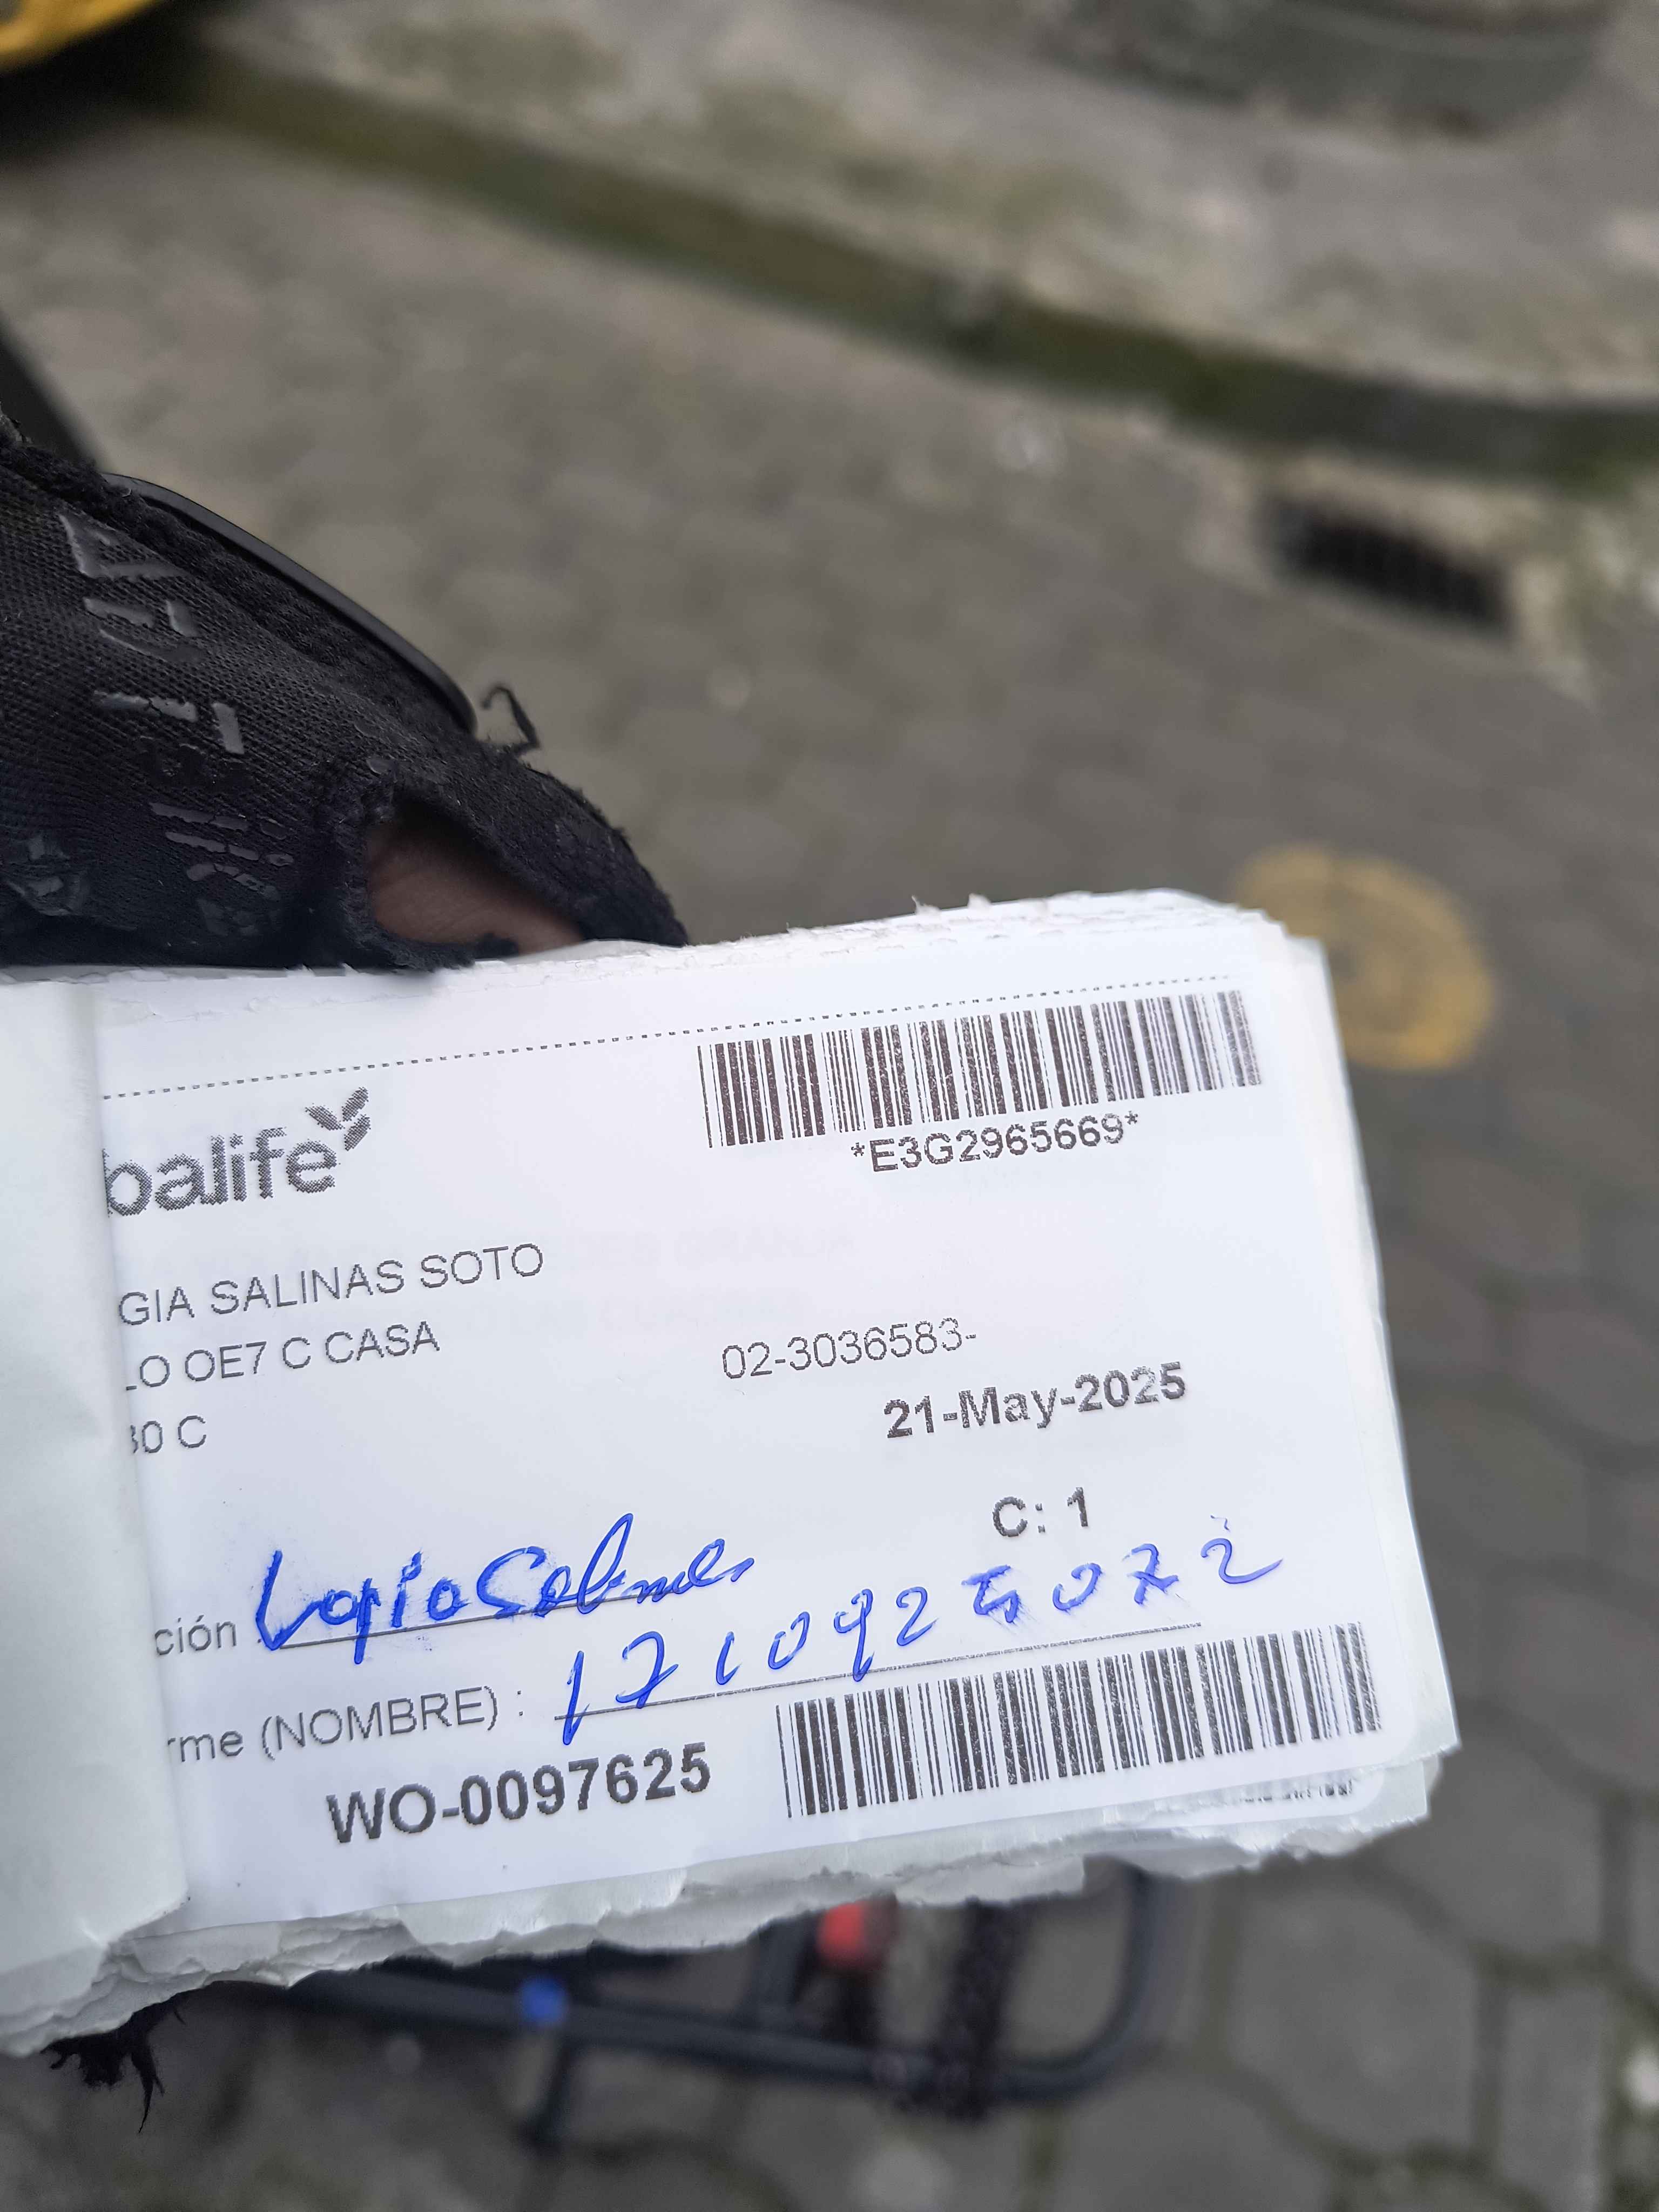 balife
*E3G2965669*
GIA SALINAS SOTO
LO OE7 C CASA
02-3036583-
30 C
21-May-2025
C: 1
ción
1710925072
rme (NOMBRE) :
WO-0097625